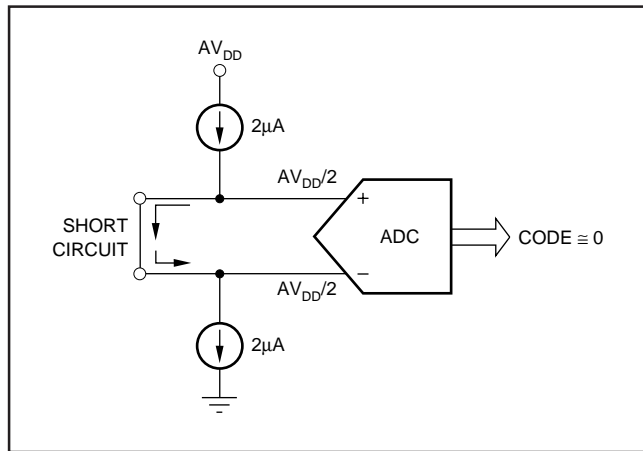 AVDD
2μA
AVDD/2
+
SHORT
CIRCUIT
ADC
CODE ≅ 0
AVDD/2
−
2μA